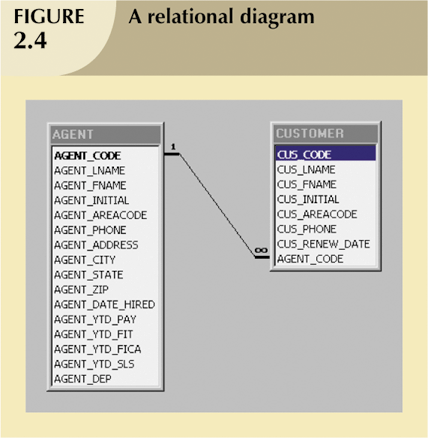 FIGURE
2.4
A relational diagram
AGENT
AGENT_CODE
AGENT_LNAME
AGENT_FNAME
AGENT_INITIAL
AGENT_AREACODE
AGENT_PHONE
AGENT_ADDRESS
AGENT_CITY
AGENT_STATE
AGENT_ZIP
AGENT_DATE_HIRED
AGENT_YTD_PAY
AGENT_YTD_FIT
AGENT_YTD_FICA
AGENT_YTD_SLS
AGENT_DEP
1
∞
CUSTOMER
CUS_CODE
CUS_LNAME
CUS_FNAME
CUS_INITIAL
CUS_AREACODE
CUS_PHONE
CUS_RENEW_DATE
AGENT_CODE